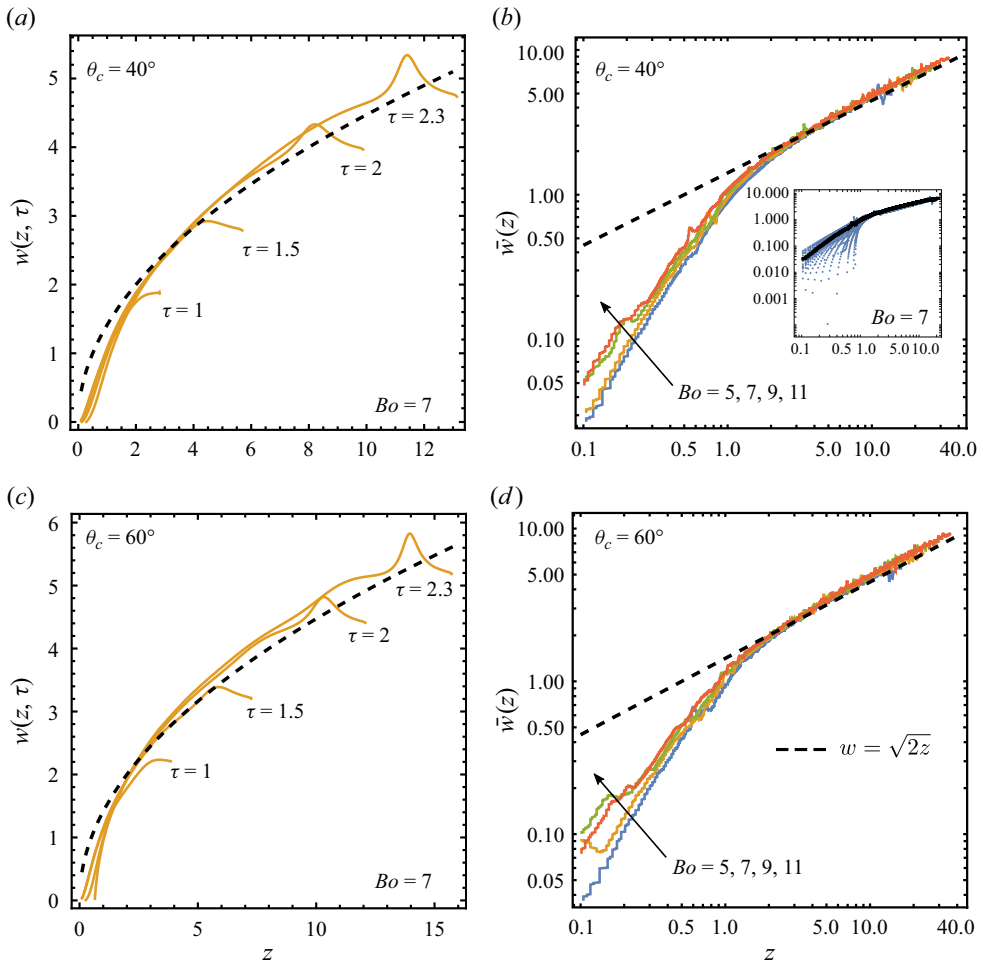 (a)
θc = 40°
w(z, τ)
5
4
3
2
1
0
τ = 2.3
τ = 2
τ = 1.5
τ = 1
Bo = 7
0 2 4 6 8 10 12
(b)
θc = 40°
w̄(z)
10.00
5.00
1.00
0.50
0.10
0.05
10.000
1.000
0.100
0.010
0.001
Bo = 7
0.1 0.5 1.0 5.0 10.0
Bo = 5, 7, 9, 11
0.1 0.5 1.0 5.0 10.0 40.0
(c)
θc = 60°
w(z, τ)
6
5
4
3
2
1
0
τ = 2.3
τ = 2
τ = 1.5
τ = 1
Bo = 7
0 5 10 15
z
(d)
θc = 60°
w̄(z)
10.00
5.00
1.00
0.50
0.10
0.05
w = √2z
Bo = 5, 7, 9, 11
0.1 0.5 1.0 5.0 10.0 40.0
z